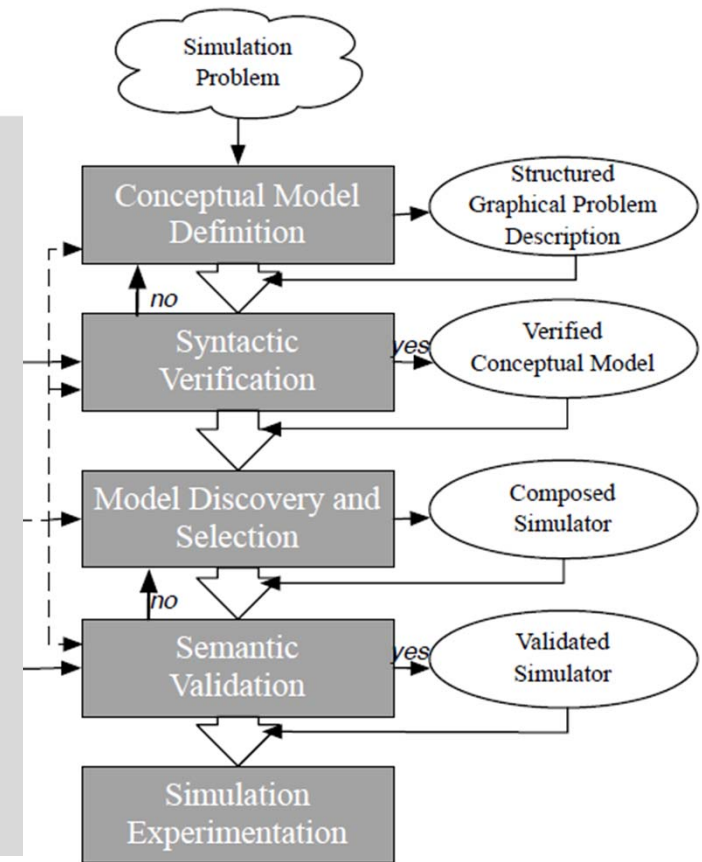 Simulation
Problem
Conceptual Model
Definition
Structured
Graphical Problem
Description
no
Syntactic
Verification
yes
Verified
Conceptual Model
Model Discovery and
Selection
Composed
Simulator
no
Semantic
Validation
yes
Validated
Simulator
Simulation
Experimentation